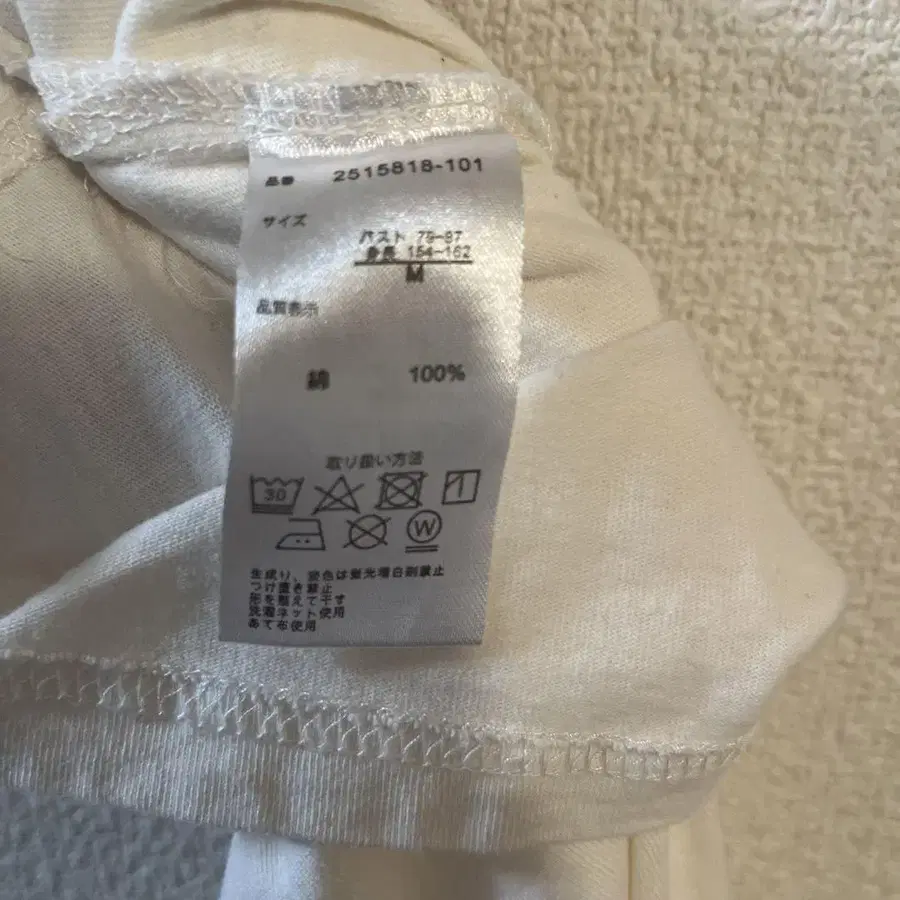 品番 2515818-101
サイズ
バスト 79-87
身長 154-162
M
品質表示
綿 100%
取り扱い方法
30
W
生成り、淡色は蛍光増白剤禁止
つけ置き禁止
形を整えて干す
洗濯ネット使用
あて布使用